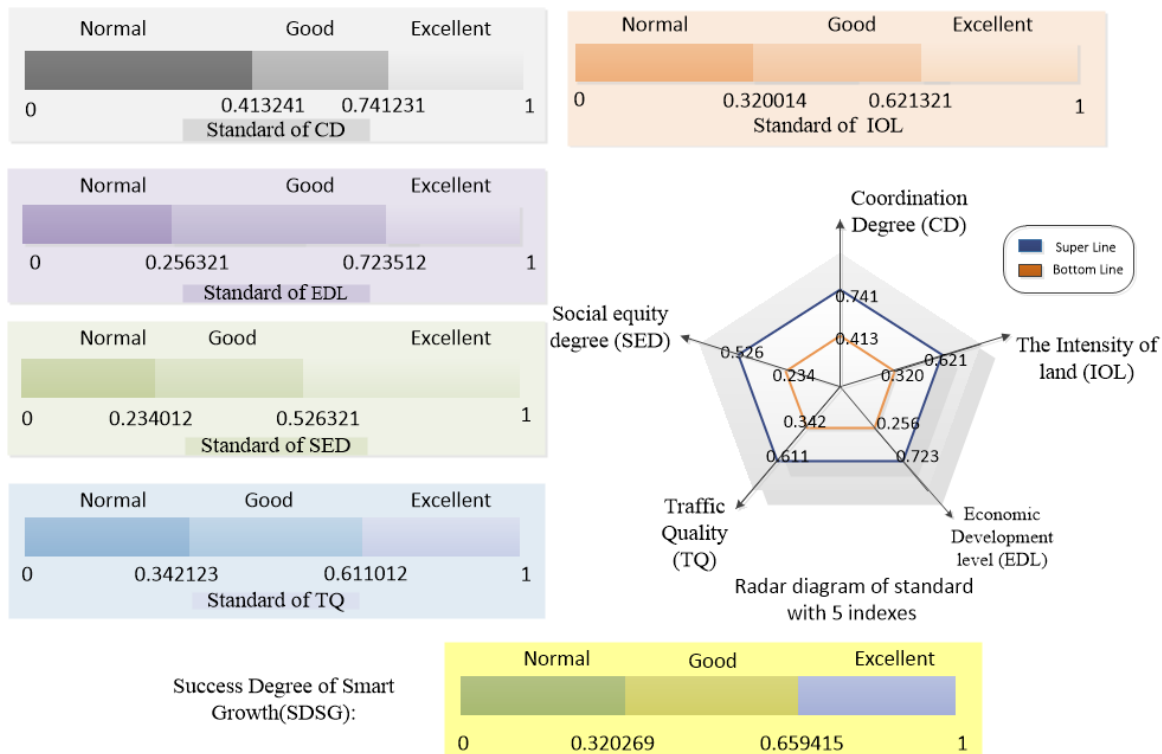 Normal Good Excellent
0 0.413241 0.741231 1
Standard of CD
Normal Good Excellent
0 0.320014 0.621321 1
Standard of IOL
Normal Good Excellent
0 0.256321 0.723512 1
Standard of EDL
Normal Good Excellent
0 0.234012 0.526321 1
Standard of SED
Normal Good Excellent
0 0.342123 0.611012 1
Standard of TQ
Coordination
Degree (CD)
Super Line
Bottom Line
Social equity
degree (SED)
The Intensity of
land (IOL)
0.741
0.413
0.526
0.621
0.234
0.320
0.342
0.256
0.611
0.723
Traffic
Quality
(TQ)
Economic
Development
level (EDL)
Radar diagram of standard
with 5 indexes
Success Degree of Smart
Growth(SDSG):
Normal Good Excellent
0 0.320269 0.659415 1